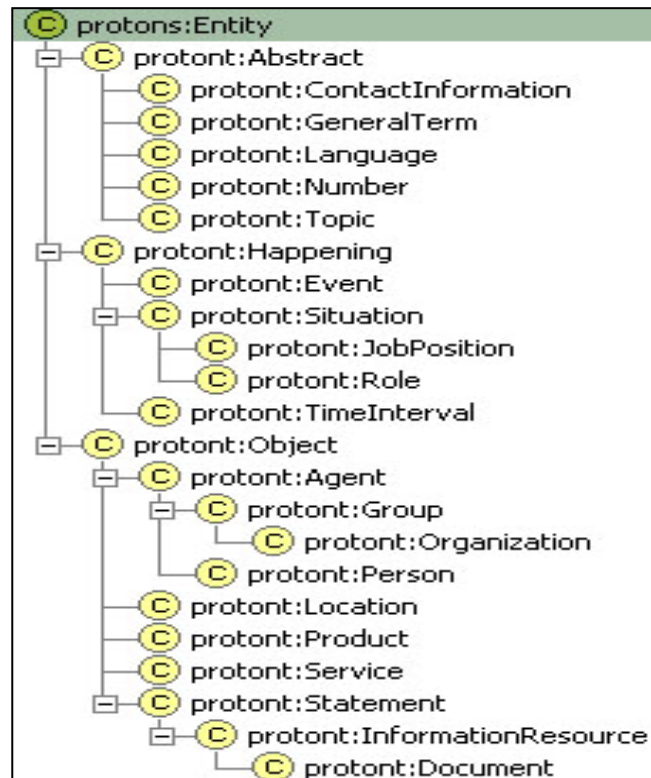 C protons:Entity
C protont:Abstract
C protont:ContactInformation
C protont:GeneralTerm
C protont:Language
C protont:Number
C protont:Topic
C protont:Happening
C protont:Event
C protont:Situation
C protont:JobPosition
C protont:Role
C protont:TimeInterval
C protont:Object
C protont:Agent
C protont:Group
C protont:Organization
C protont:Person
C protont:Location
C protont:Product
C protont:Service
C protont:Statement
C protont:InformationResource
C protont:Document